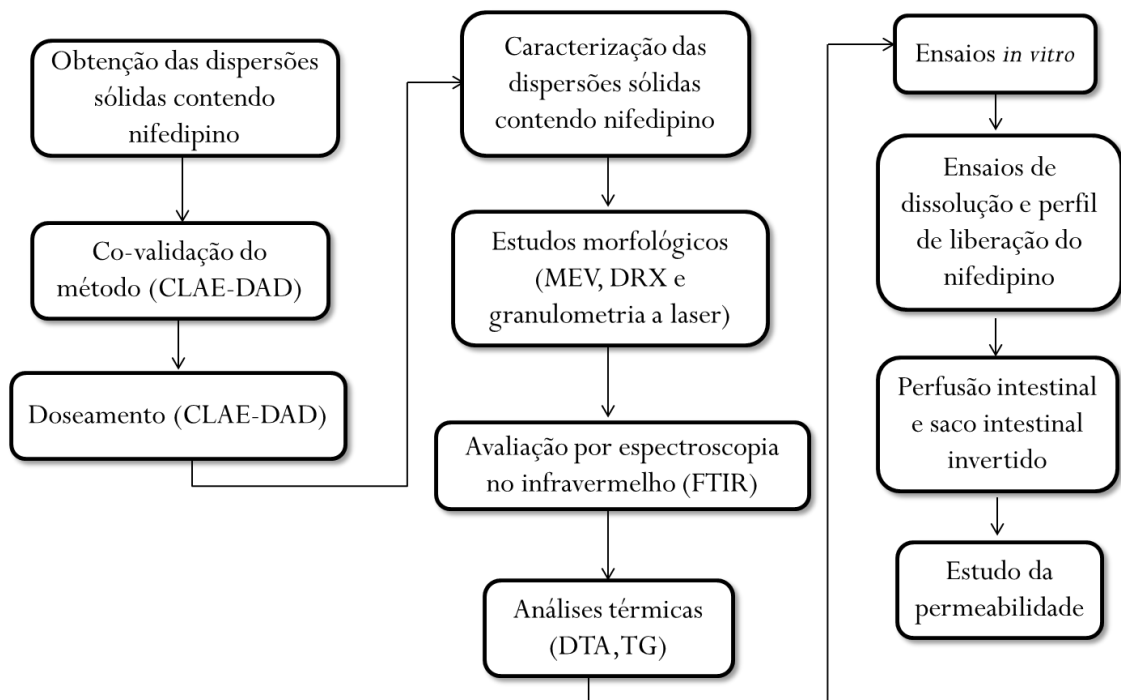 Obtenção das dispersões
sólidas contendo
nifedipino
Co-validação do
método (CLAE-DAD)
Doseamento (CLAE-DAD)
Caracterização das
dispersões sólidas
contendo nifedipino
Estudos morfológicos
(MEV, DRX e
granulometria a laser)
Avaliação por espectroscopia
no infravermelho (FTIR)
Análises térmicas
(DTA,TG)
Ensaios in vitro
Ensaios de
dissolução e perfil
de liberação do
nifedipino
Perfusão intestinal
e saco intestinal
invertido
Estudo da
permeabilidade